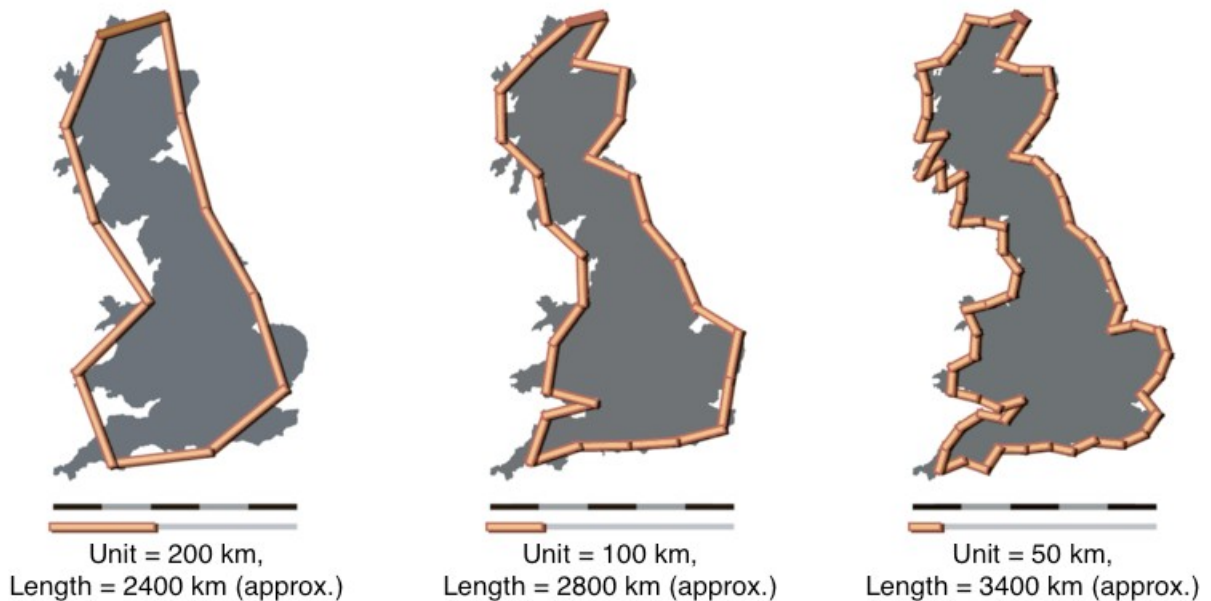 Unit = 200 km,
Length = 2400 km (approx.)
Unit = 100 km,
Length = 2800 km (approx.)
Unit = 50 km,
Length = 3400 km (approx.)